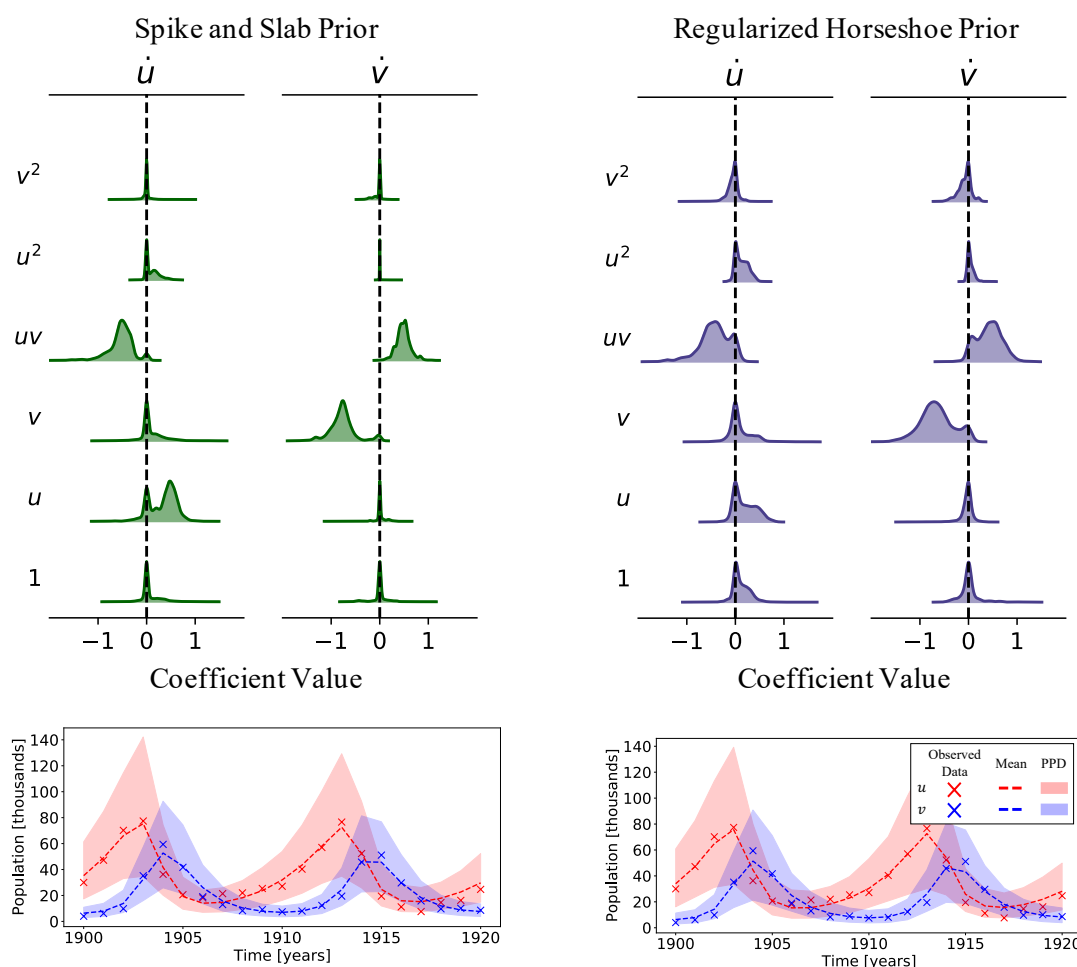 Spike and Slab Prior
u̇ v̇
v²
u²
uv
v
u
1
−1 0 1 −1 0 1
Coefficient Value
Regularized Horseshoe Prior
u̇ v̇
v²
u²
uv
v
u
1
−1 0 1 −1 0 1
Coefficient Value
Population [thousands]
140
120
100
80
60
40
20
0
1900 1905 1910 1915 1920
Time [years]
Population [thousands]
140
120
100
80
60
40
20
0
1900 1905 1910 1915 1920
Time [years]
Observed Mean PPD
Data
u
v